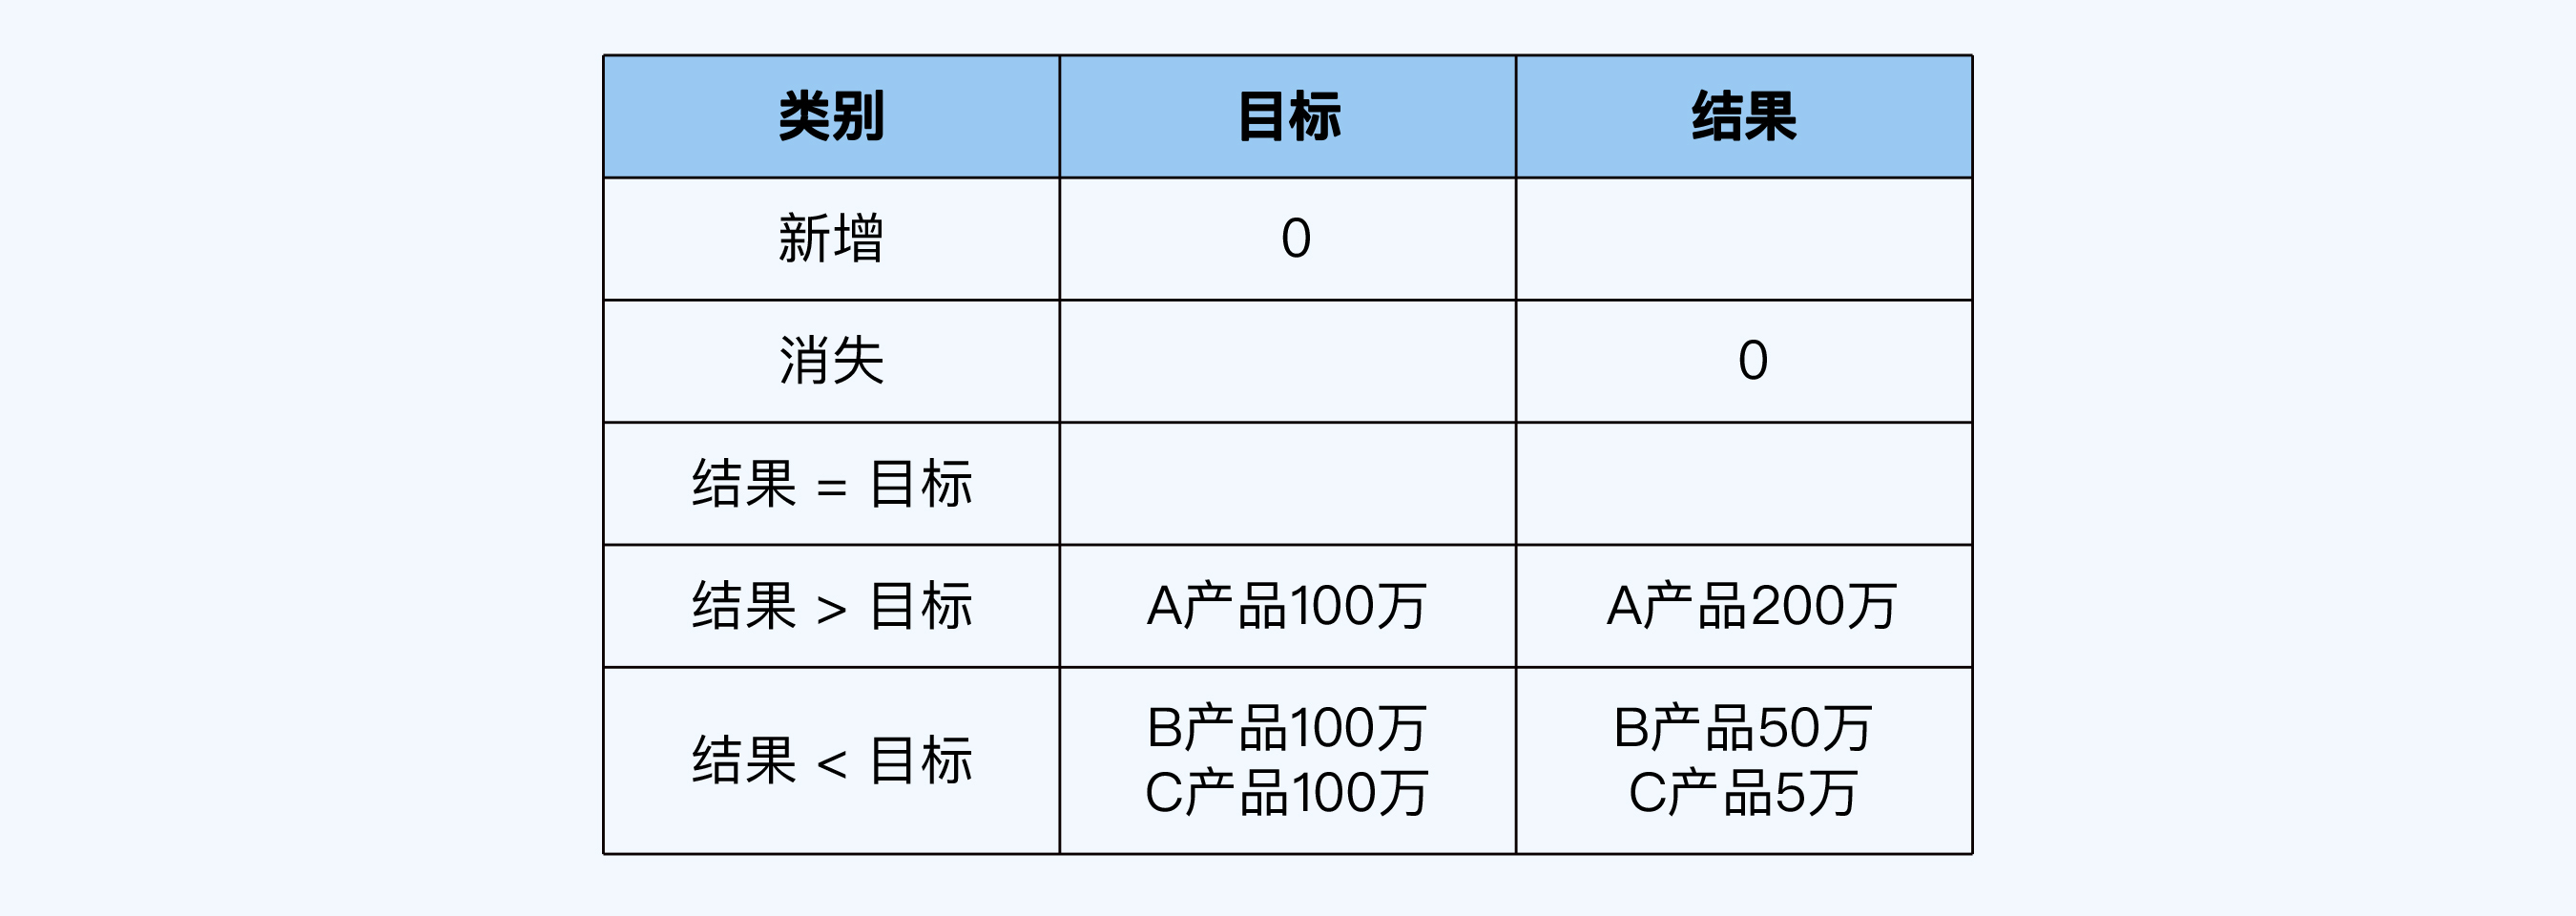 类别 目标 结果
新增 0
消失 0
结果 = 目标
结果 > 目标 A产品100万 A产品200万
结果 < 目标 B产品100万 B产品50万
C产品100万 C产品5万